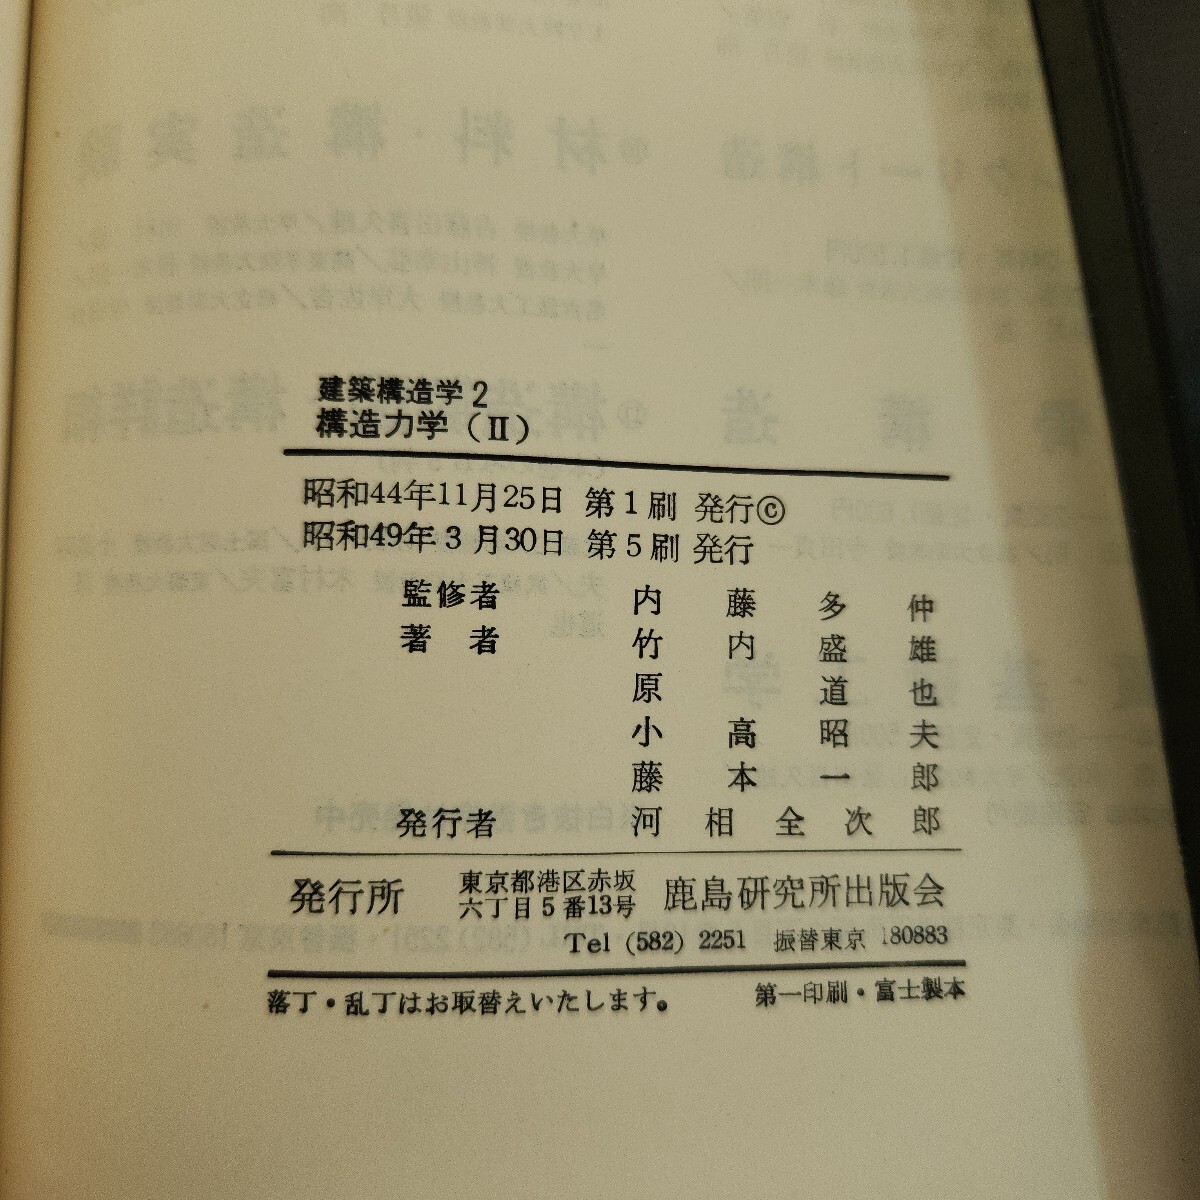 建築構造学2
構造力学(Ⅱ)
昭和44年11月25日 第1刷 発行©
昭和49年3月30日 第5刷 発行
監修者 内藤多仲
著者 竹内盛雄
原道也
小高昭夫
藤本一郎
発行者 河相全次郎
発行所 東京都港区赤坂六丁目5番13号 鹿島研究所出版会
Tel (582) 2251 振替東京 180883
落丁・乱丁はお取替えいたします。 第一印刷・富士製本